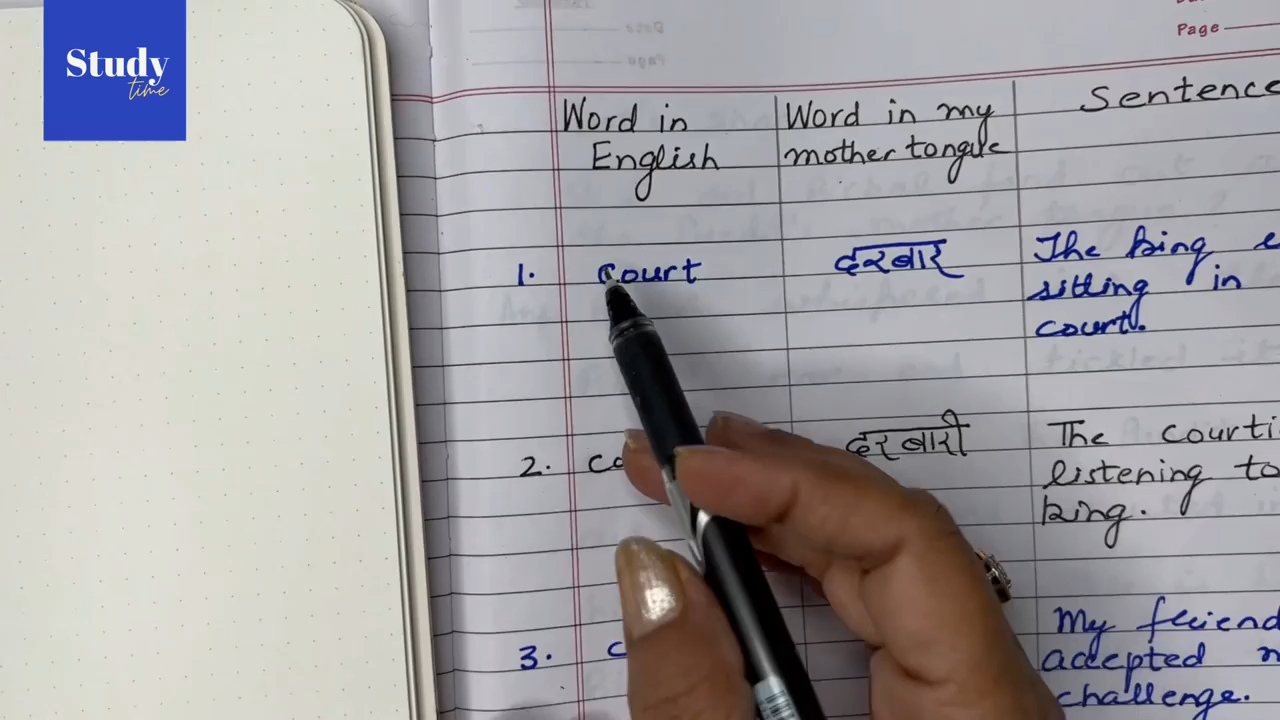 Study
time
Page
Word in
English
Word in my
mother tongue
Sentence
1. Court
दरबार
The king
sitting in
court.
2.
दरबारी
The
listening to
king.
3.
My friend
accepted
challenge.